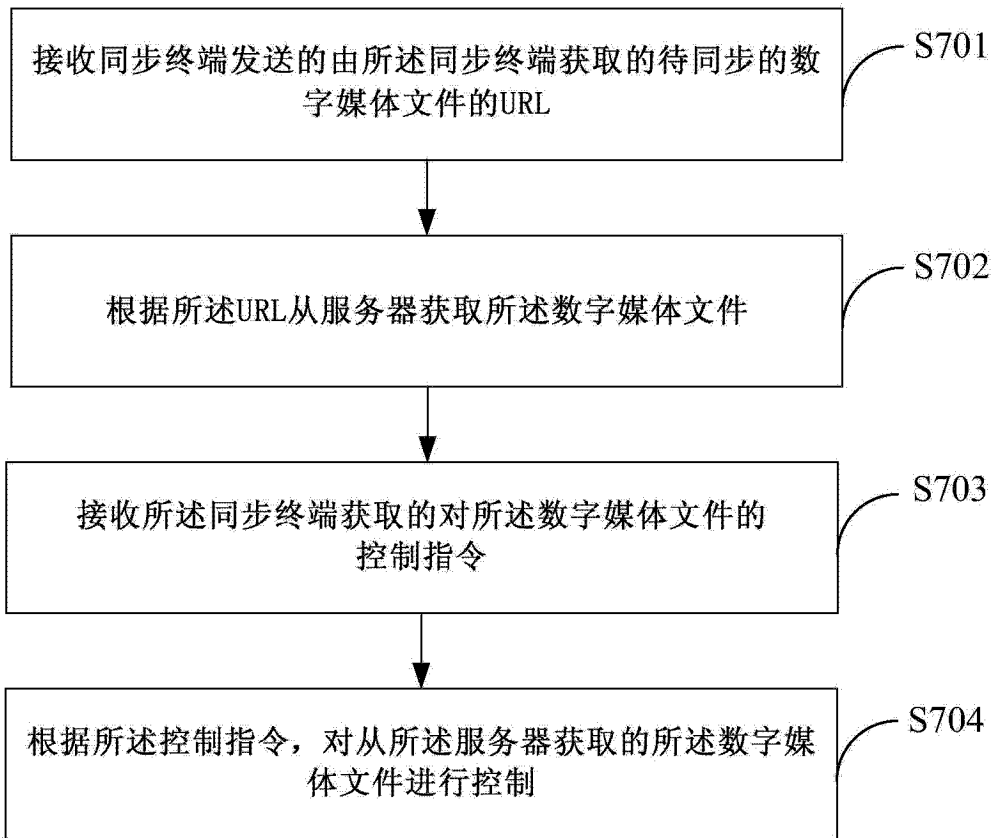 接收同步终端发送的由所述同步终端获取的待同步的数
字媒体文件的URL
S701
根据所述URL从服务器获取所述数字媒体文件
S702
接收所述同步终端获取的对所述数字媒体文件的
控制指令
S703
根据所述控制指令，对从所述服务器获取的所述数字媒
体文件进行控制
S704